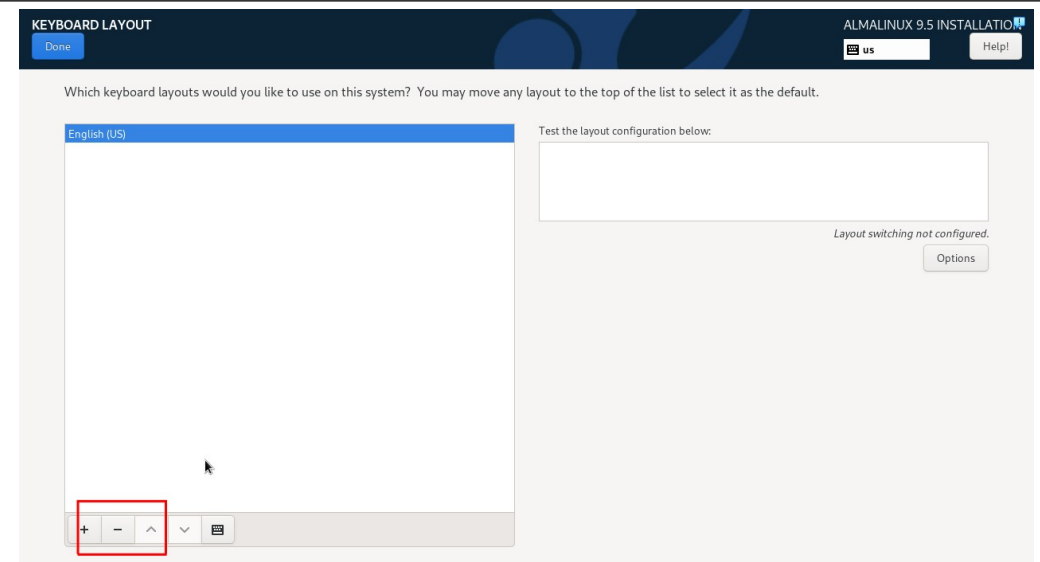 KEYBOARD LAYOUT
ALMALINUX 9.5 INSTALLATION
Done
us
Help!
Which keyboard layouts would you like to use on this system? You may move any layout to the top of the list to select it as the default.
English (US)
Test the layout configuration below:
Layout switching not configured.
Options